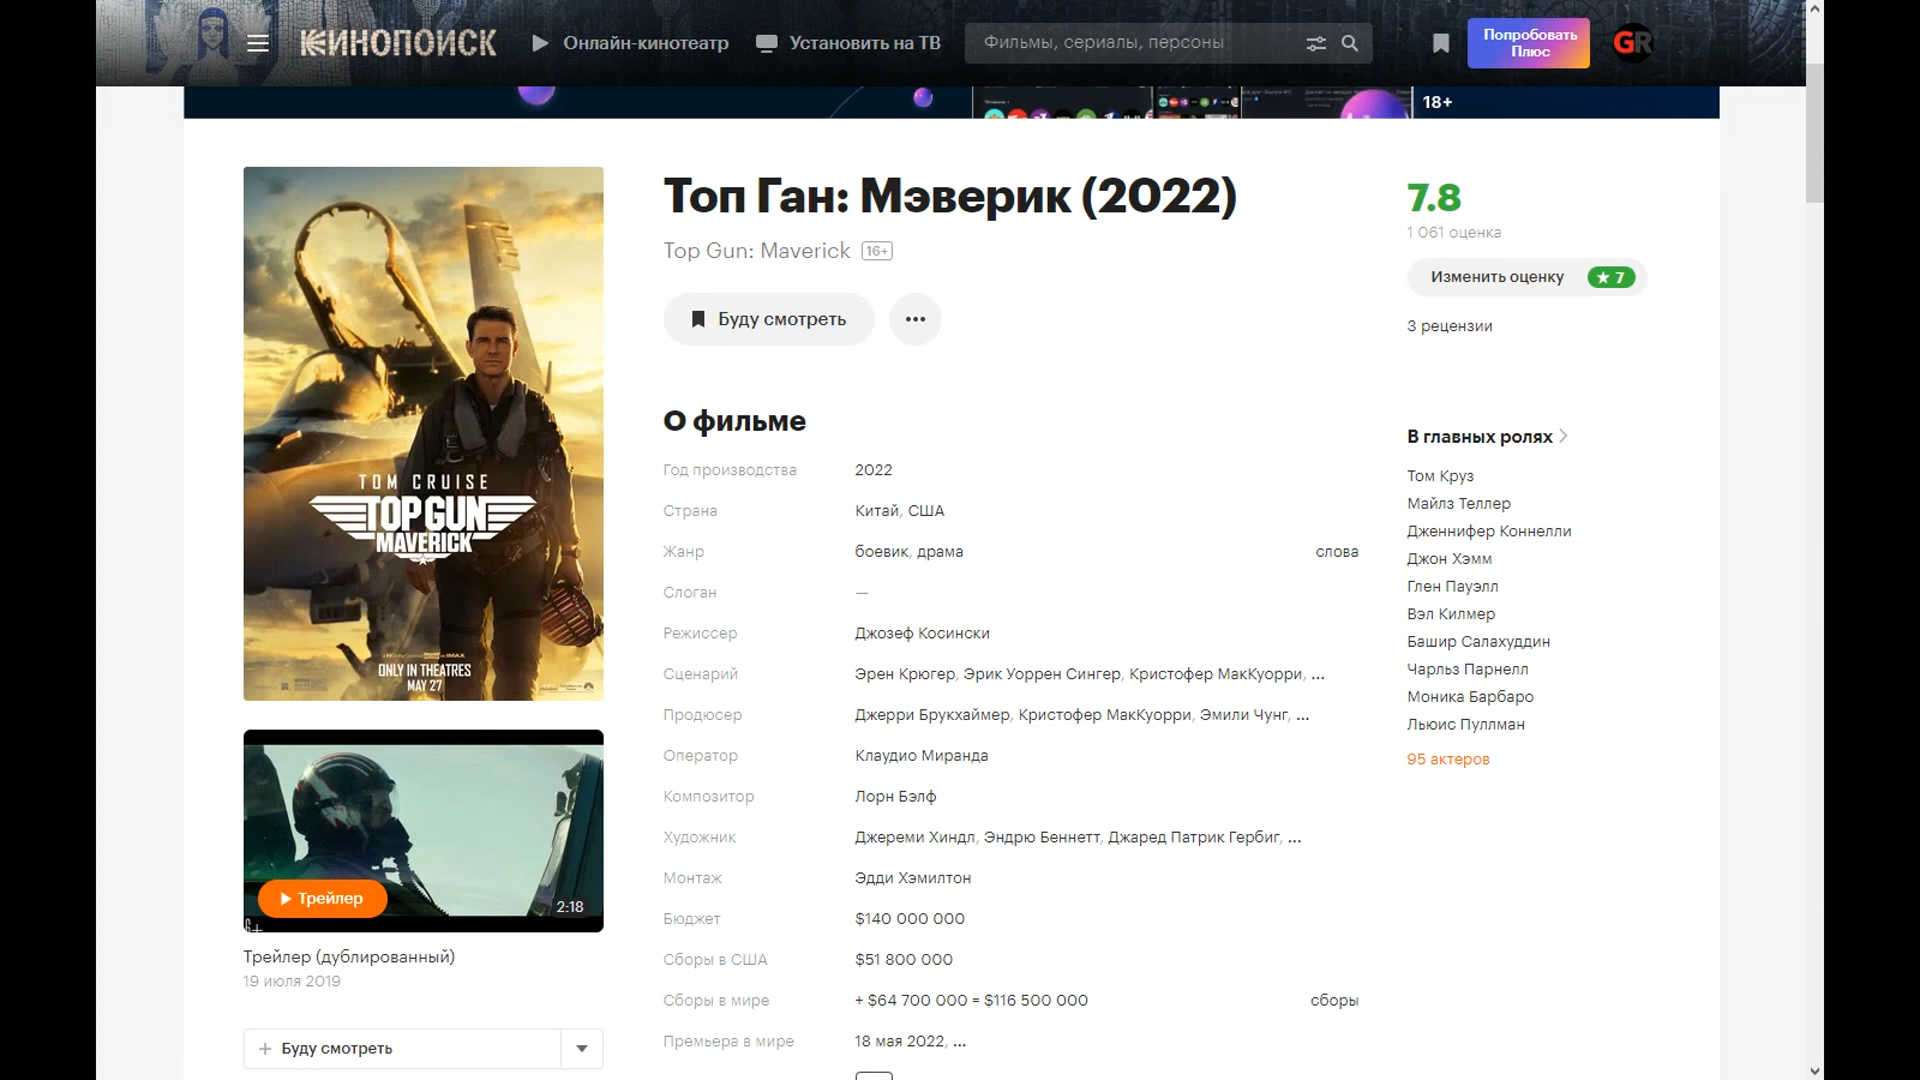 КИНОПОИСК
Онлайн-кинотеатр
Установить на ТВ
Фильмы, сериалы, персоны
Попробовать
Плюс
GR
18+
Топ Ган: Мэверик (2022)
Top Gun: Maverick 16+
Буду смотреть
•••
7.8
1 061 оценка
Изменить оценку ★ 7
3 рецензии
TOM CRUISE
TOP GUN
MAVERICK
ONLY IN THEATRES
MAY 27
Трейлер
2:18
Трейлер (дублированный)
19 июля 2019
+ Буду смотреть
О фильме
Год производства 2022
Страна Китай, США
Жанр боевик, драма слова
Слоган —
Режиссер Джозеф Косински
Сценарий Эрен Крюгер, Эрик Уоррен Сингер, Кристофер МакКуорри, ...
Продюсер Джерри Брукхаймер, Кристофер МакКуорри, Эмили Чунг, ...
Оператор Клаудио Миранда
Композитор Лорн Бэлф
Художник Джереми Хиндл, Эндрю Беннетт, Джаред Патрик Гербиг, ...
Монтаж Эдди Хэмилтон
Бюджет $140 000 000
Сборы в США $51 800 000
Сборы в мире + $64 700 000 = $116 500 000 сборы
Премьера в мире 18 мая 2022, ...
В главных ролях
Том Круз
Майлз Теллер
Дженнифер Коннелли
Джон Хэмм
Глен Пауэлл
Вэл Килмер
Башир Салахуддин
Чарльз Парнелл
Моника Барбаро
Льюис Пуллман
95 актеров